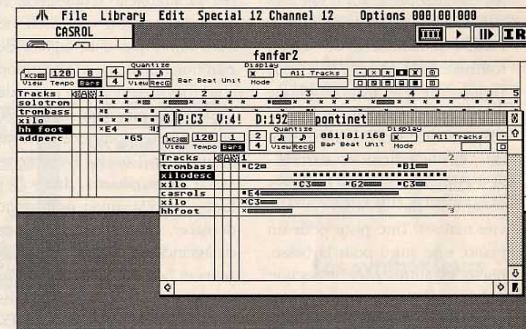 File Library Edit Special 12 Channel 12 Options 000|00|000
CASROL
IR
fanfar2
Quantize Display
120 8 4 All Tracks
View Tempo Bars View Rec Bar Beat Unit Mode
Tracks 1 2 3 4 5
solotrom
trombass
xilo
hh foot E4
addperc G5
P:C3 V:4! D:192 pontinet
Quantize Display
120 1 2 4 001|01|168 All Tracks
View Tempo Bars View Rec Bar Beat Unit Mode
Tracks 1 2
trombass C2 B1
xilodesc
xilo C3 G2 C3
casrols E4
xilo C3
hhfoot 3